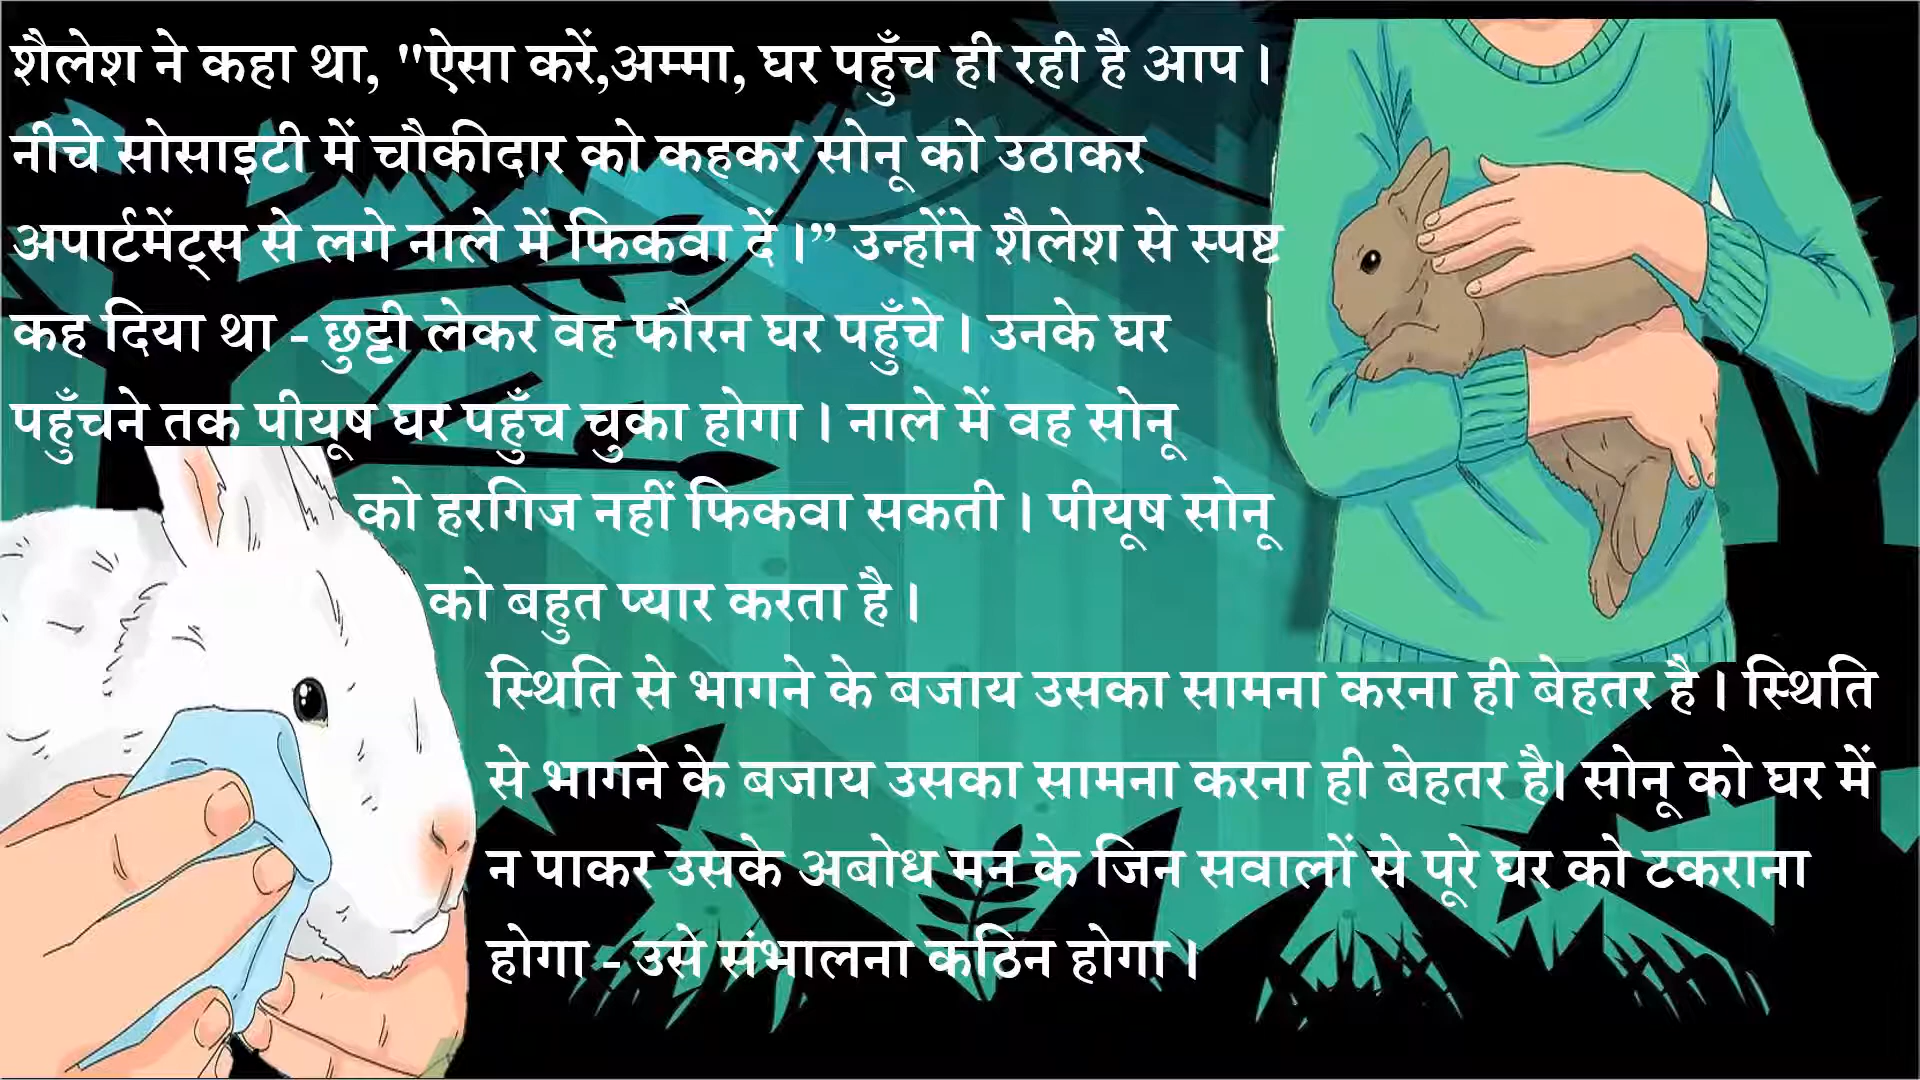 शैलेश ने कहा था, "ऐसा करें,अम्मा, घर पहुँच ही रही है आप ।
नीचे सोसाइटी में चौकीदार को कहकर सोनू को उठाकर
अपार्टमेंट्स से लगे नाले में फिकवा दें ।” उन्होंने शैलेश से स्पष्ट
कह दिया था - छुट्टी लेकर वह फौरन घर पहुँचे । उनके घर
पहुँचने तक पीयूष घर पहुँच चुका होगा । नाले में वह सोनू
को हरगिज नहीं फिकवा सकती । पीयूष सोनू
को बहुत प्यार करता है ।
स्थिति से भागने के बजाय उसका सामना करना ही बेहतर है । स्थिति
से भागने के बजाय उसका सामना करना ही बेहतर है। सोनू को घर में
न पाकर उसके अबोध मन के जिन सवालों से पूरे घर को टकराना
होगा - उसे संभालना कठिन होगा ।